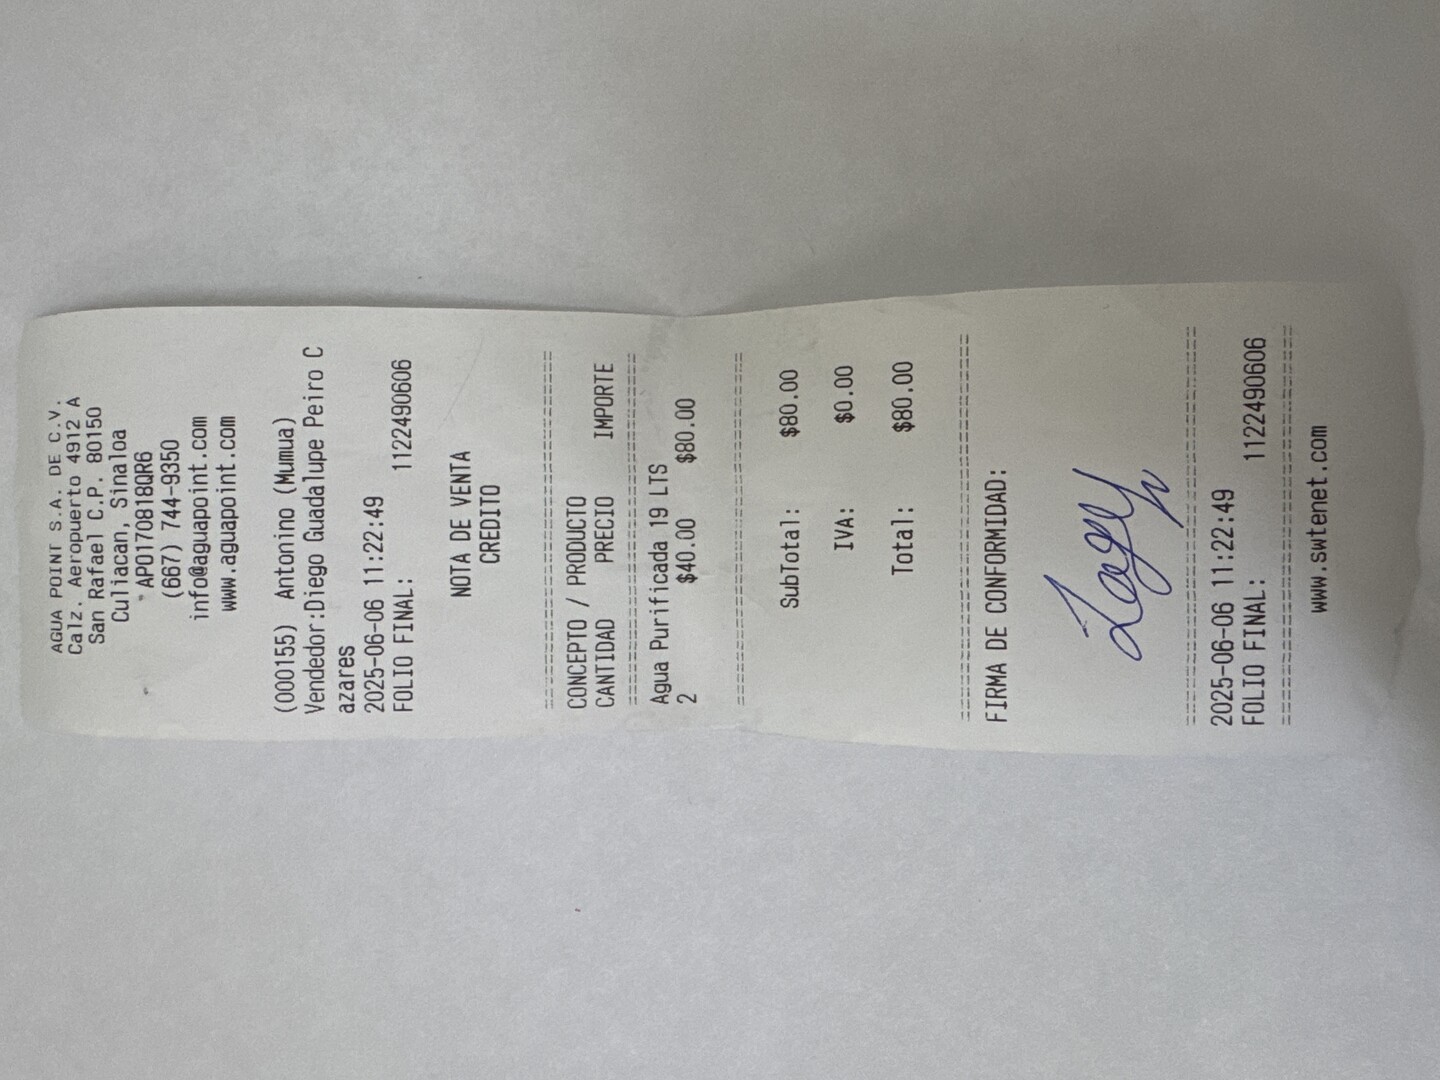 AGUA POINT S.A. DE C.V.
Calz. Aeropuerto 4912 A
San Rafael C.P. 80150
Culiacan, Sinaloa
APO170818QR6
(667) 744-9350
info@aguapoint.com
www.aguapoint.com
(000155) Antonino (Mumua)
Vendedor:Diego Guadalupe Peiro C
azares
2025-06-06 11:22:49
FOLIO FINAL: 1122490606
NOTA DE VENTA
CREDITO
================================
CONCEPTO / PRODUCTO
CANTIDAD PRECIO IMPORTE
================================
Agua Purificada 19 LTS
2 $40.00 $80.00
================================
SubTotal: $80.00
IVA: $0.00
Total: $80.00
================================
FIRMA DE CONFORMIDAD:
================================
2025-06-06 11:22:49
FOLIO FINAL: 1122490606
================================
www.swtenet.com